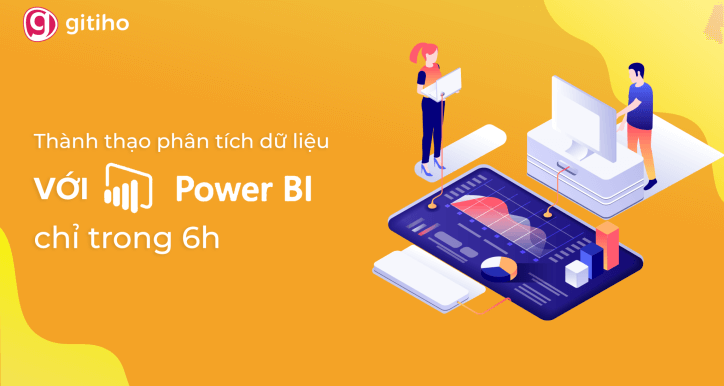 gitiho
Thành thạo phân tích dữ liệu
VỚI Power BI
chỉ trong 6h